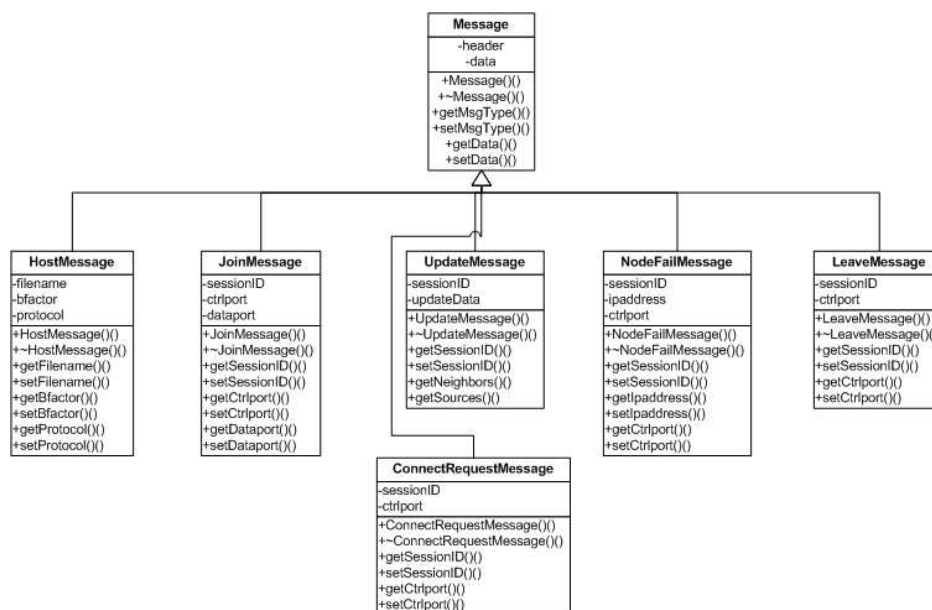 Message
-header
-data
+Message()()
+~Message()()
+getMsgType()()
+setMsgType()()
+getData()()
+setData()()
HostMessage
-filename
-bfactor
-protocol
+HostMessage()()
+~HostMessage()()
+getFilename()()
+setFilename()()
+getBfactor()()
+setBfactor()()
+getProtocol()()
+setProtocol()()
JoinMessage
-sessionID
-ctrlport
-dataport
+JoinMessage()()
+~JoinMessage()()
+getSessionID()()
+setSessionID()()
+getCtrlport()()
+setCtrlport()()
+getDataport()()
+setDataport()()
UpdateMessage
-sessionID
-updateData
+UpdateMessage()()
+~UpdateMessage()()
+getSessionID()()
+setSessionID()()
+getNeighbors()()
+getSources()()
NodeFailMessage
-sessionID
-ipaddress
-ctrlport
+NodeFailMessage()()
+~NodeFailMessage()()
+getSessionID()()
+setSessionID()()
+getIpaddress()()
+setIpaddress()()
+getCtrlport()()
+setCtrlport()()
LeaveMessage
-sessionID
-ctrlport
+LeaveMessage()()
+~LeaveMessage()()
+getSessionID()()
+setSessionID()()
+getCtrlport()()
+setCtrlport()()
ConnectRequestMessage
-sessionID
-ctrlport
+ConnectRequestMessage()()
+~ConnectRequestMessage()()
+getSessionID()()
+setSessionID()()
+getCtrlport()()
+setCtrlport()()